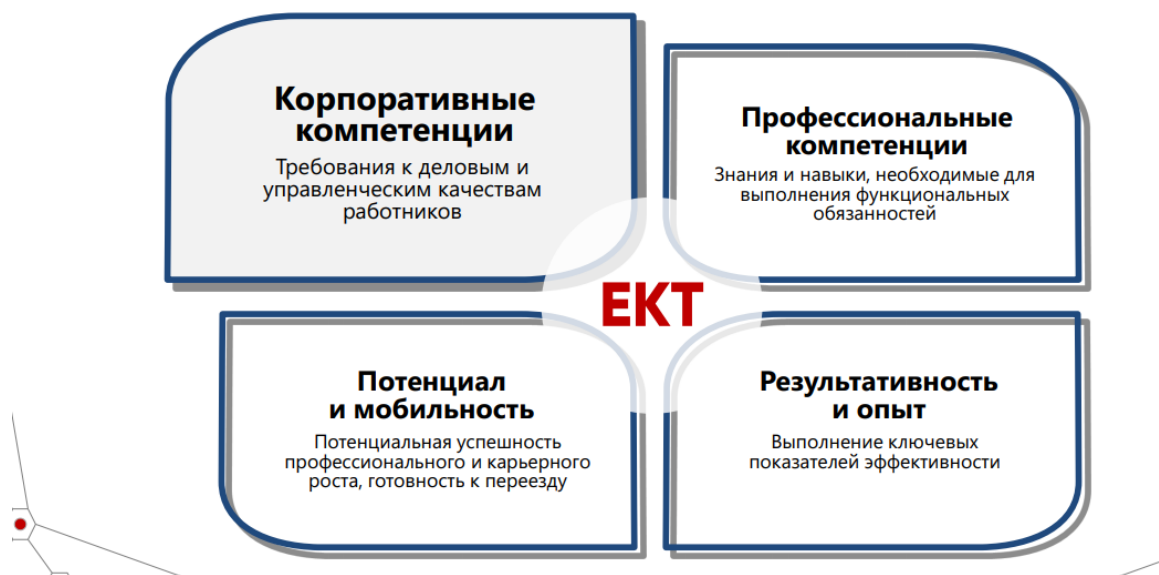 Корпоративные
компетенции
Требования к деловым и
управленческим качествам
работников
Профессиональные
компетенции
Знания и навыки, необходимые для
выполнения функциональных
обязанностей
ЕКТ
Потенциал
и мобильность
Потенциальная успешность
профессионального и карьерного
роста, готовность к переезду
Результативность
и опыт
Выполнение ключевых
показателей эффективности